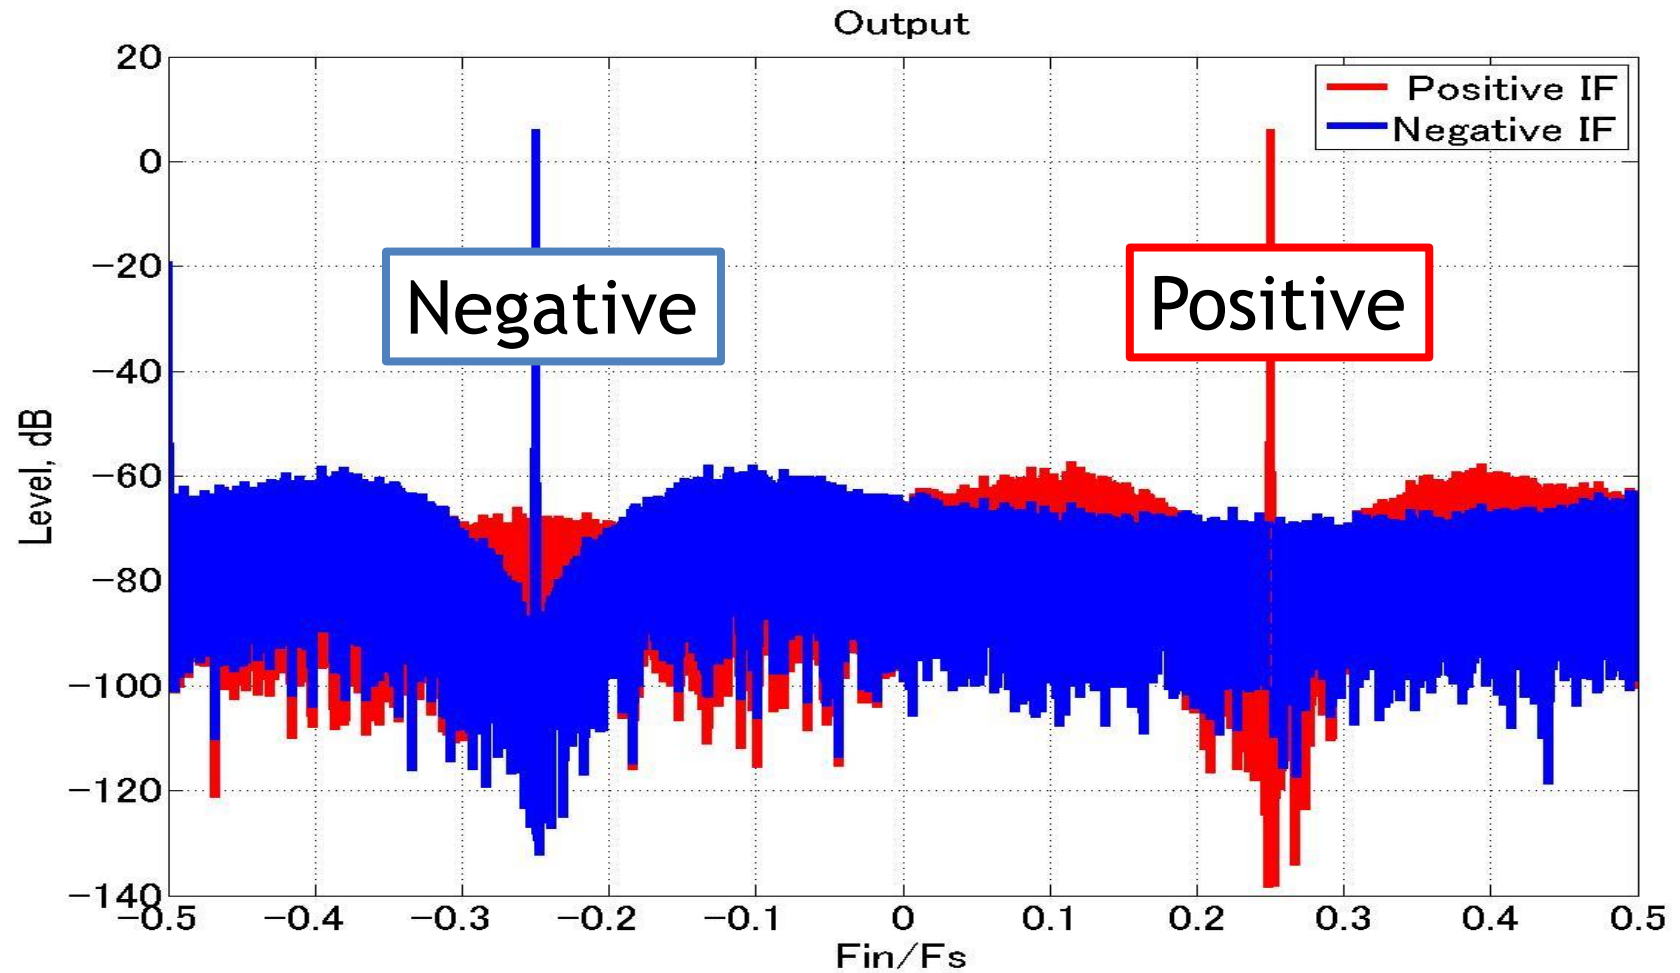 Output
20
0
−20
−40
−60
−80
−100
−120
−140
Level, dB
Positive IF
Negative IF
Negative
Positive
−0.5 −0.4 −0.3 −0.2 −0.1 0 0.1 0.2 0.3 0.4 0.5
Fin/Fs